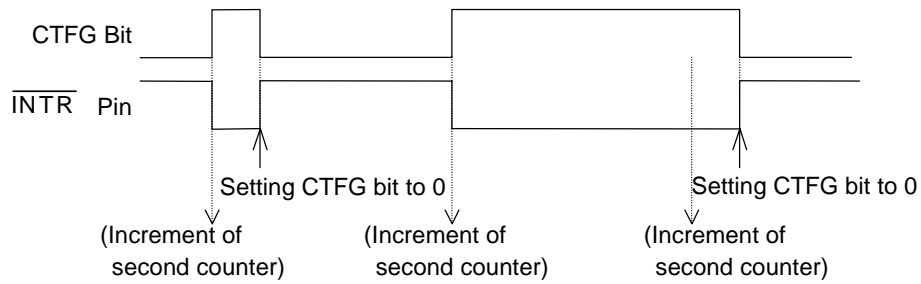 CTFG Bit
INTR Pin
Setting CTFG bit to 0
Setting CTFG bit to 0
(Increment of
second counter)
(Increment of
second counter)
(Increment of
second counter)